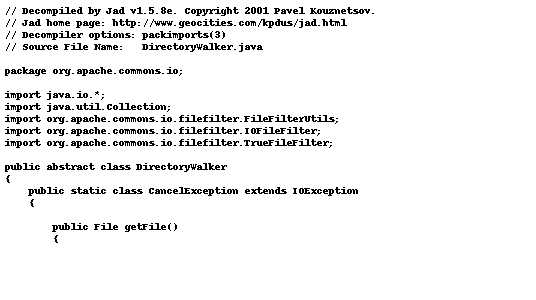 // Decompiled by Jad v1.5.8e. Copyright 2001 Pavel Kouznetsov.
// Jad home page: http://www.geocities.com/kpdus/jad.html
// Decompiler options: packimports(3)
// Source File Name:   DirectoryWalker.java

package org.apache.commons.io;

import java.io.*;
import java.util.Collection;
import org.apache.commons.io.filefilter.FileFilterUtils;
import org.apache.commons.io.filefilter.IOFileFilter;
import org.apache.commons.io.filefilter.TrueFileFilter;

public abstract class DirectoryWalker
{
    public static class CancelException extends IOException
    {

        public File getFile()
        {